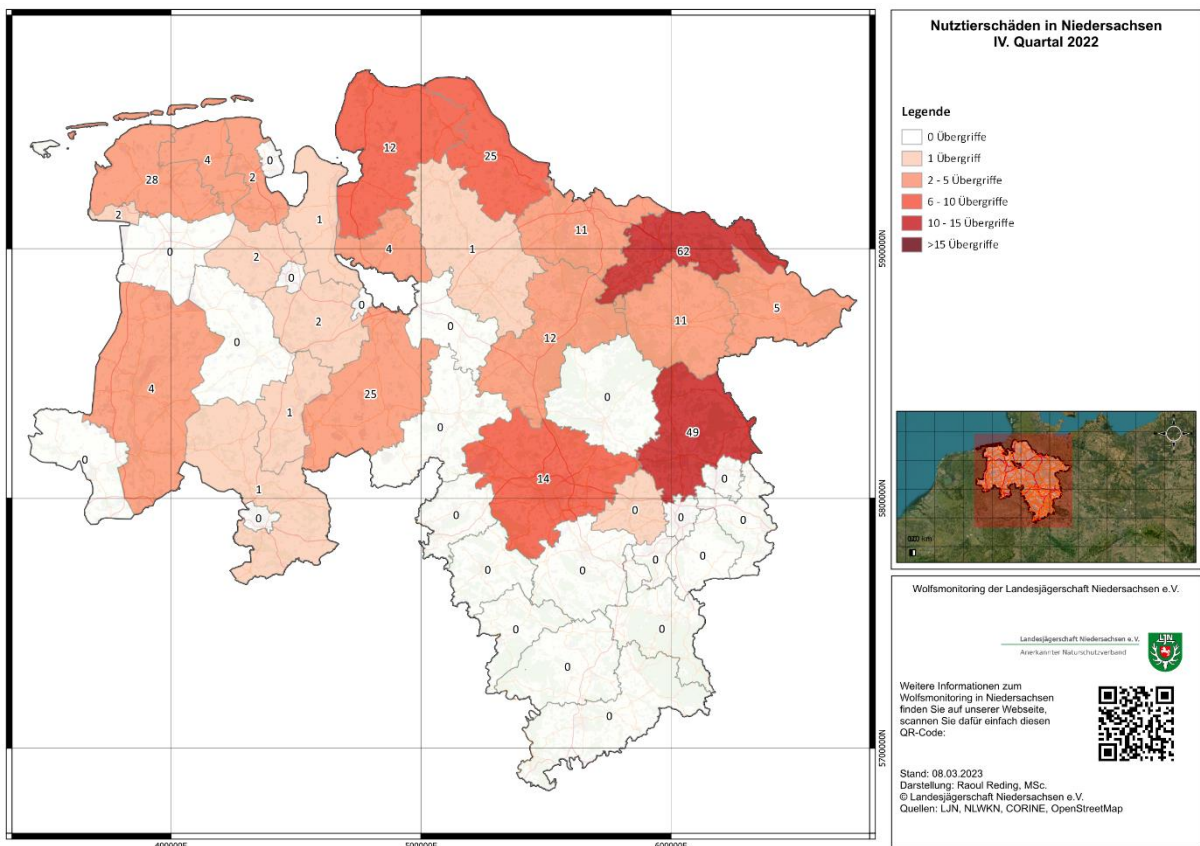 Nutztierschäden in Niedersachsen
IV. Quartal 2022
Legende
0 Übergriffe
1 Übergriff
2 - 5 Übergriffe
6 - 10 Übergriffe
10 - 15 Übergriffe
>15 Übergriffe
12
25
4
0
28
2
2
1
11
62
0
2
4
1
5900000N
0
0
2
0
11
5
0
12
4
25
0
1
0
49
0
14
0
1
0
5800000N
0
0
0
0
0
0
0
0
0
0
0
0
5700000N
4000000E
5000000E
6000000E
Wolfsmonitoring der Landesjägerschaft Niedersachsen e.V.
Landesjägerschaft Niedersachsen e.V.
Anerkannter Naturschutzverband
LJN
Weitere Informationen zum
Wolfsmonitoring in Niedersachsen
finden Sie auf unserer Webseite,
scannen Sie dafür einfach diesen
QR-Code:
Stand: 08.03.2023
Darstellung: Raoul Reding, MSc.
© Landesjägerschaft Niedersachsen e.V.
Quellen: LJN, NLWKN, CORINE, OpenStreetMap